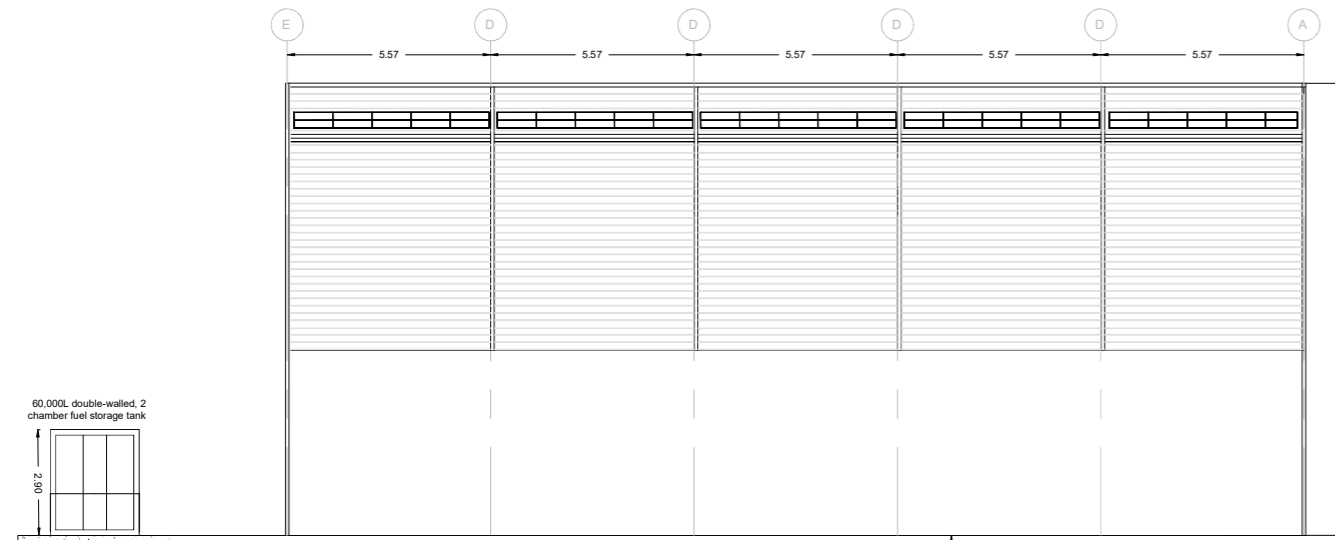 E D D D D A
5.57 5.57 5.57 5.57 5.57
60,000L double-walled, 2
chamber fuel storage tank
2.90